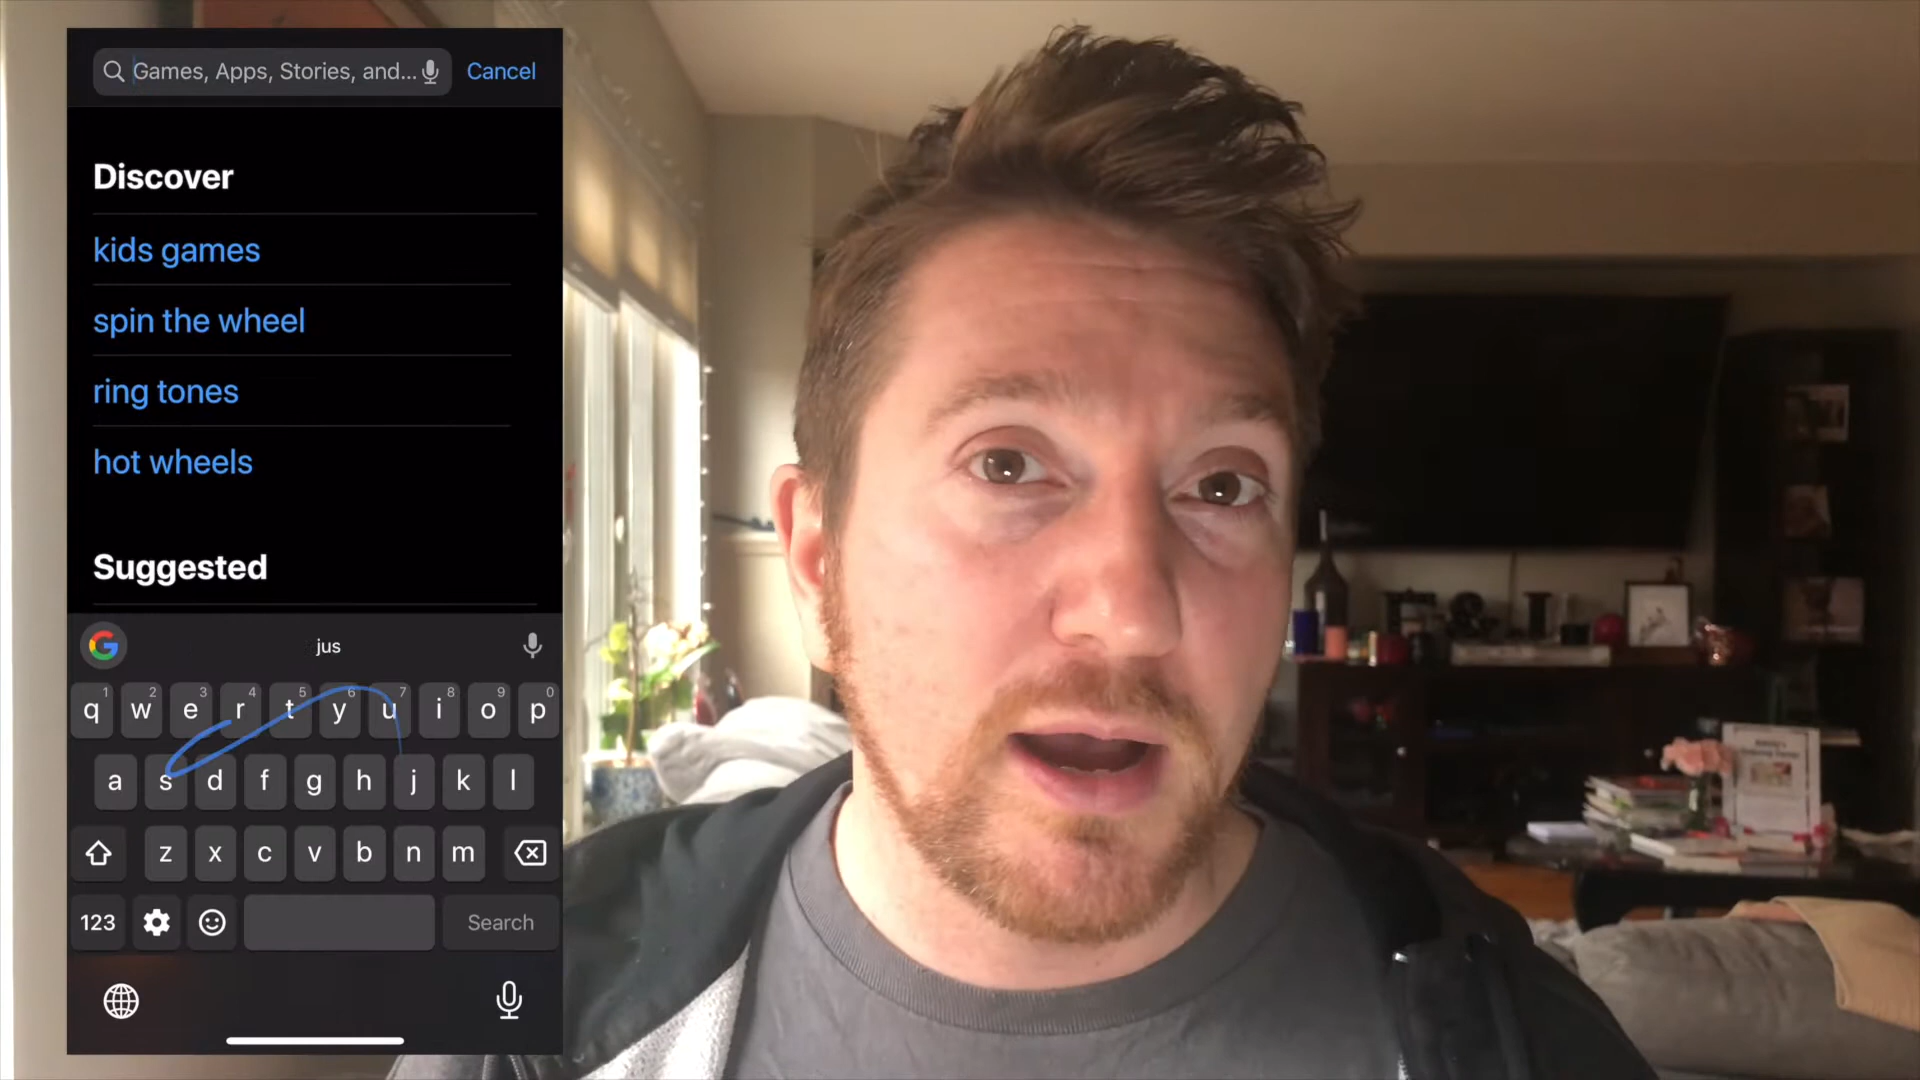 Games, Apps, Stories, and...
Cancel
Discover
kids games
spin the wheel
ring tones
hot wheels
Suggested
jus
1 2 3 4 5 6 7 8 9 0
q w e r t y u i o p
a s d f g h j k l
z x c v b n m
123
Search